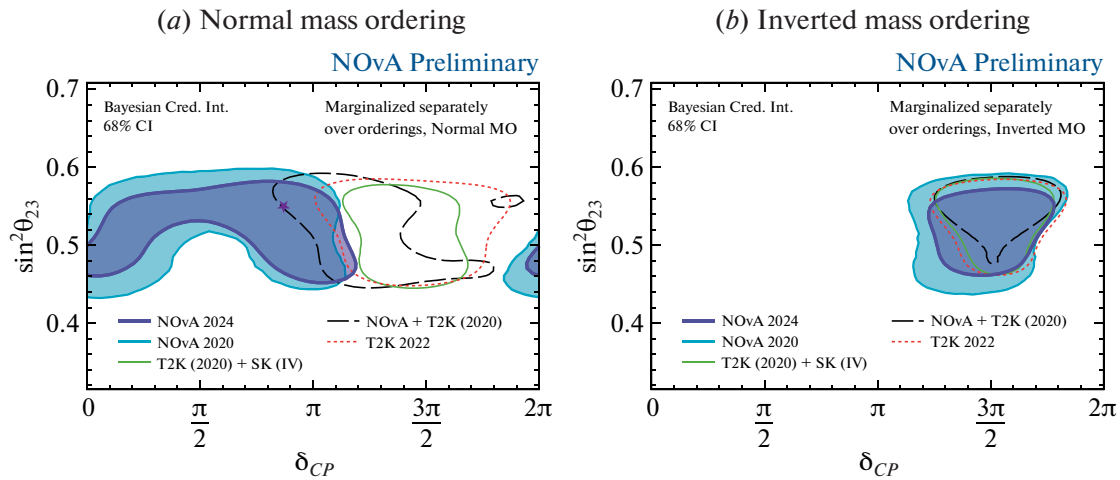 (a) Normal mass ordering
NOvA Preliminary
0.7
Bayesian Cred. Int.
68% CI
Marginalized separately
over orderings, Normal MO
0.6
0.5
0.4
sin²θ₂₃
NOvA 2024
NOvA 2020
T2K (2020) + SK (IV)
NOvA + T2K (2020)
T2K 2022
0
π/2
π
3π/2
2π
δCP
(b) Inverted mass ordering
NOvA Preliminary
0.7
Bayesian Cred. Int.
68% CI
Marginalized separately
over orderings, Inverted MO
0.6
0.5
0.4
sin²θ₂₃
NOvA 2024
NOvA 2020
T2K (2020) + SK (IV)
NOvA + T2K (2020)
T2K 2022
0
π/2
π
3π/2
2π
δCP